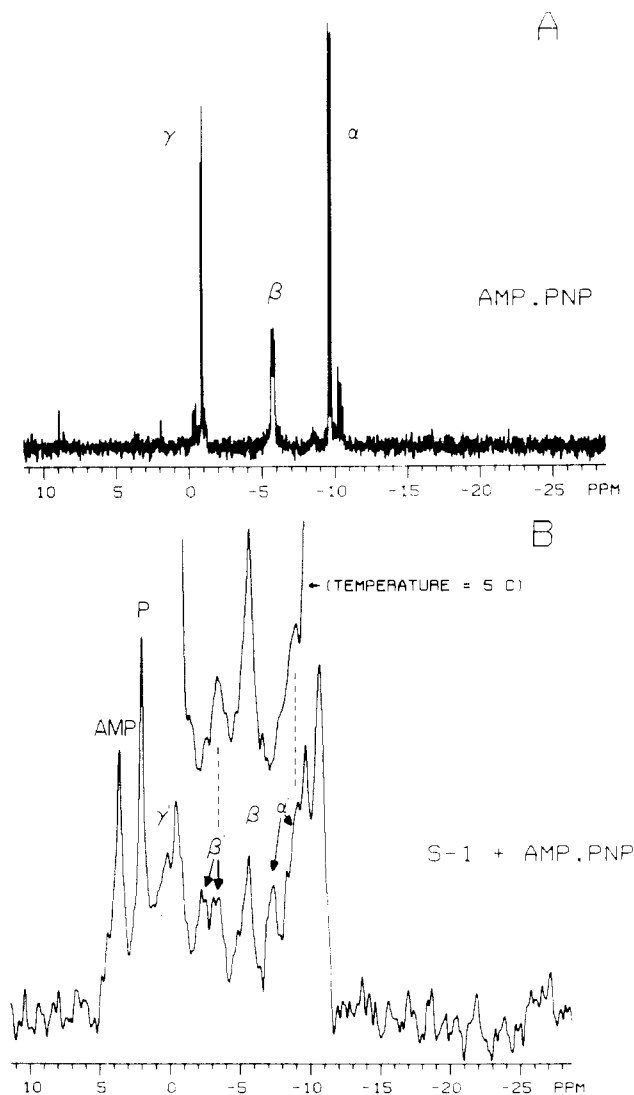 A
γ
α
β
AMP.PNP
10 5 0 -5 -10 -15 -20 -25 PPM
B
←(TEMPERATURE = 5 C)
P
AMP
γ'
β
α'
β'
S-1 + AMP.PNP
10 5 0 -5 -10 -15 -20 -25 PPM